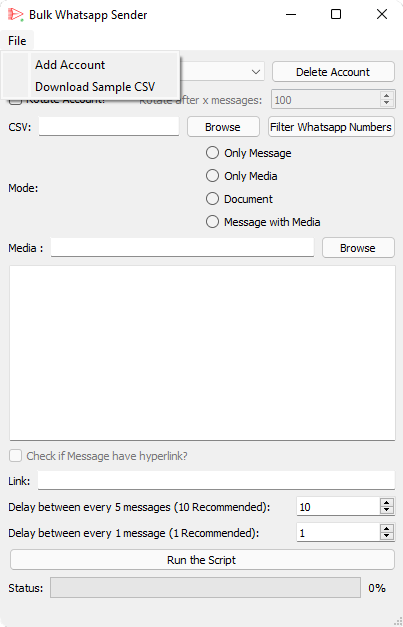 Bulk Whatsapp Sender
File
Add Account
Download Sample CSV
Delete Account
Rotate Account? Rotate after x messages: 100
CSV: Browse Filter Whatsapp Numbers
Only Message
Only Media
Mode:
Document
Message with Media
Media : Browse
Check if Message have hyperlink?
Link:
Delay between every 5 messages (10 Recommended): 10
Delay between every 1 message (1 Recommended): 1
Run the Script
Status: 0%